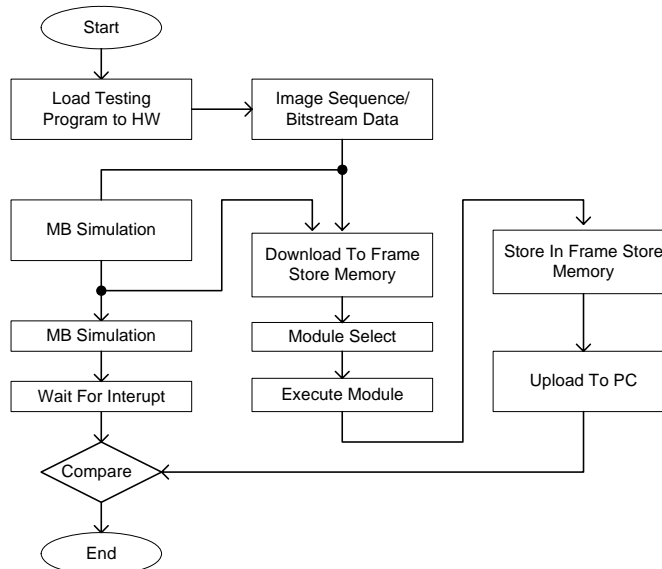 Start
Load Testing
Program to HW
Image Sequence/
Bitstream Data
MB Simulation
Download To Frame
Store Memory
Store In Frame Store
Memory
MB Simulation
Module Select
Wait For Interupt
Execute Module
Upload To PC
Compare
End